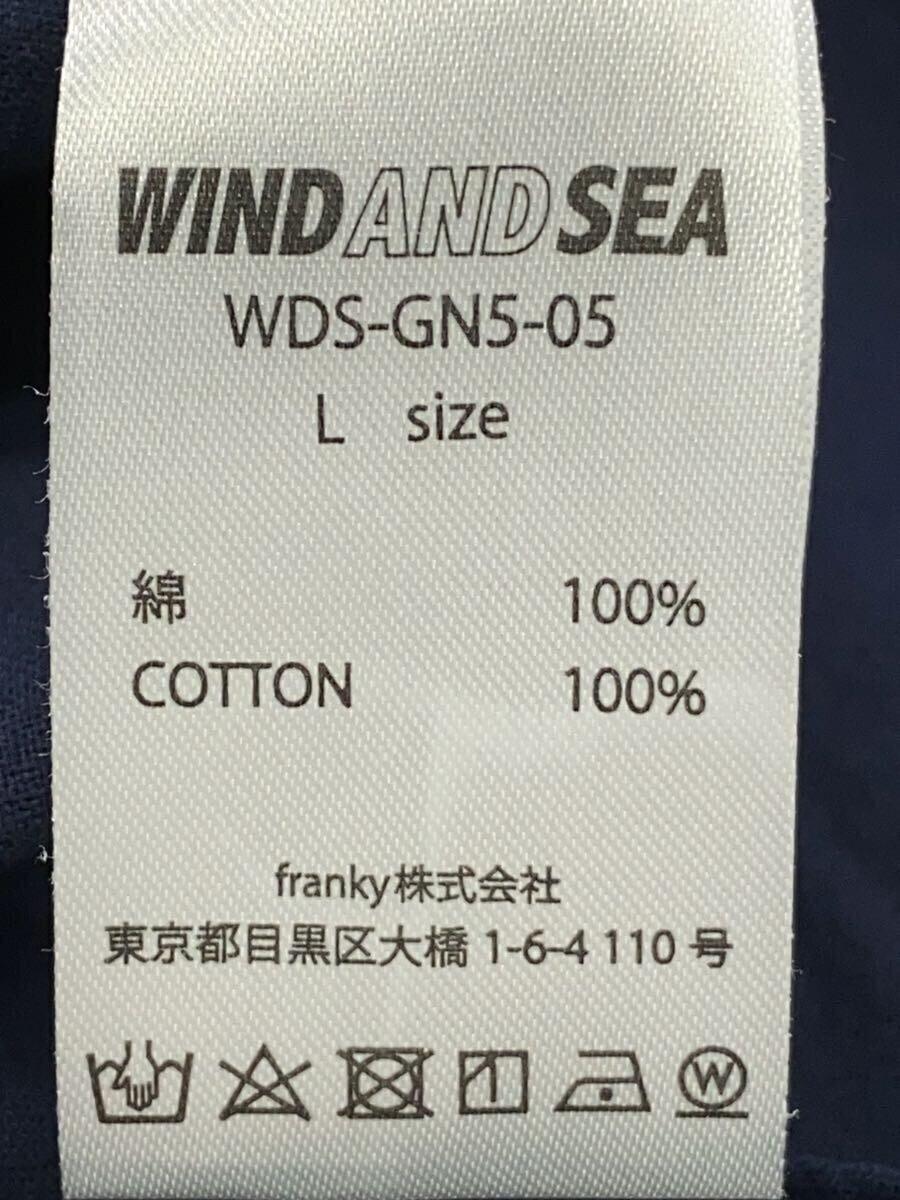 WIND AND SEA
WDS-GN5-05
L size
綿 100%
COTTON 100%
franky株式会社
東京都目黒区大橋 1-6-4 110 号
W